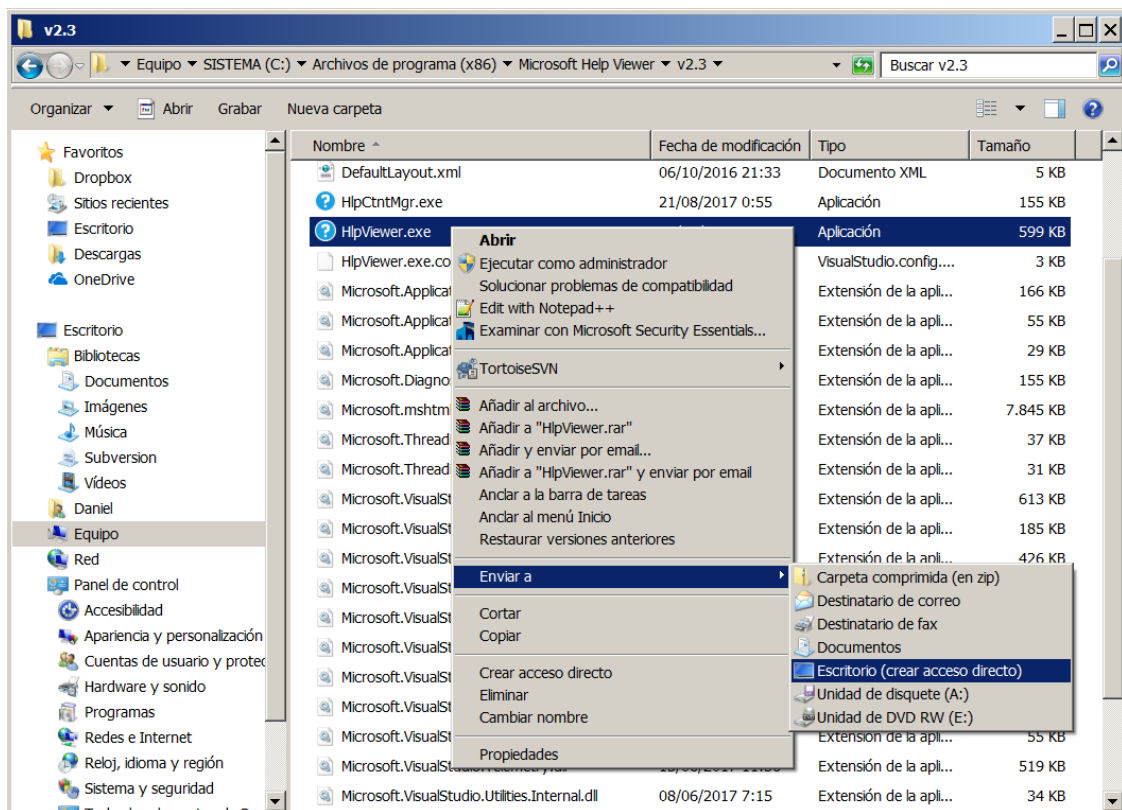 v2.3
Equipo SISTEMA (C:) Archivos de programa (x86) Microsoft Help Viewer v2.3 Buscar v2.3
Organizar Abrir Grabar Nueva carpeta
Favoritos
Dropbox
Sitios recientes
Escritorio
Descargas
OneDrive
Escritorio
Bibliotecas
Documentos
Imágenes
Música
Subversion
Vídeos
Daniel
Equipo
Red
Panel de control
Accesibilidad
Apariencia y personalización
Cuentas de usuario y protec
Hardware y sonido
Programas
Redes e Internet
Reloj, idioma y región
Sistema y seguridad
Nombre Fecha de modificación Tipo Tamaño
DefaultLayout.xml 06/10/2016 21:33 Documento XML 5 KB
HlpCtntMgr.exe 21/08/2017 0:55 Aplicación 155 KB
HlpViewer.exe Aplicación 599 KB
HlpViewer.exe.co VisualStudio.config.... 3 KB
Microsoft.Applicat Extensión de la apli... 166 KB
Microsoft.Applicat Extensión de la apli... 55 KB
Microsoft.Applicat Extensión de la apli... 29 KB
Microsoft.Diagno Extensión de la apli... 155 KB
Microsoft.mshtml Extensión de la apli... 7.845 KB
Microsoft.Thread Extensión de la apli... 37 KB
Microsoft.Thread Extensión de la apli... 31 KB
Microsoft.VisualSt Extensión de la apli... 613 KB
Microsoft.VisualSt Extensión de la apli... 185 KB
Microsoft.VisualSt Extensión de la apli... 426 KB
Microsoft.VisualSt
Microsoft.VisualSt
Microsoft.VisualSt
Microsoft.VisualSt
Microsoft.VisualSt
Microsoft.VisualSt Extensión de la apli... 55 KB
Microsoft.VisualStudio.Telemetry.dll Extensión de la apli... 519 KB
Microsoft.VisualStudio.Utilities.Internal.dll 08/06/2017 7:15 Extensión de la apli... 34 KB
Abrir
Ejecutar como administrador
Solucionar problemas de compatibilidad
Edit with Notepad++
Examinar con Microsoft Security Essentials...
TortoiseSVN
Añadir al archivo...
Añadir a "HlpViewer.rar"
Añadir y enviar por email...
Añadir a "HlpViewer.rar" y enviar por email
Anclar a la barra de tareas
Anclar al menú Inicio
Restaurar versiones anteriores
Enviar a
Cortar
Copiar
Crear acceso directo
Eliminar
Cambiar nombre
Propiedades
Carpeta comprimida (en zip)
Destinatario de correo
Destinatario de fax
Documentos
Escritorio (crear acceso directo)
Unidad de disquete (A:)
Unidad de DVD RW (E:)